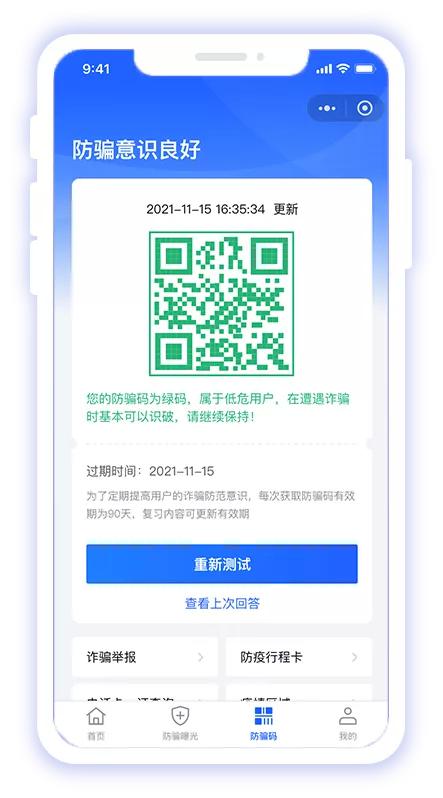 9:41
防骗意识良好
2021-11-15 16:35:34 更新
您的防骗码为绿码，属于低危用户，在遭遇诈骗
时基本可以识破，请继续保持！
过期时间：2021-11-15
为了定期提高用户的诈骗防范意识，每次获取防骗码有效
期为90天，复习内容可更新有效期
重新测试
查看上次回答
诈骗举报
防疫行程卡
首页
防骗曝光
防骗码
我的